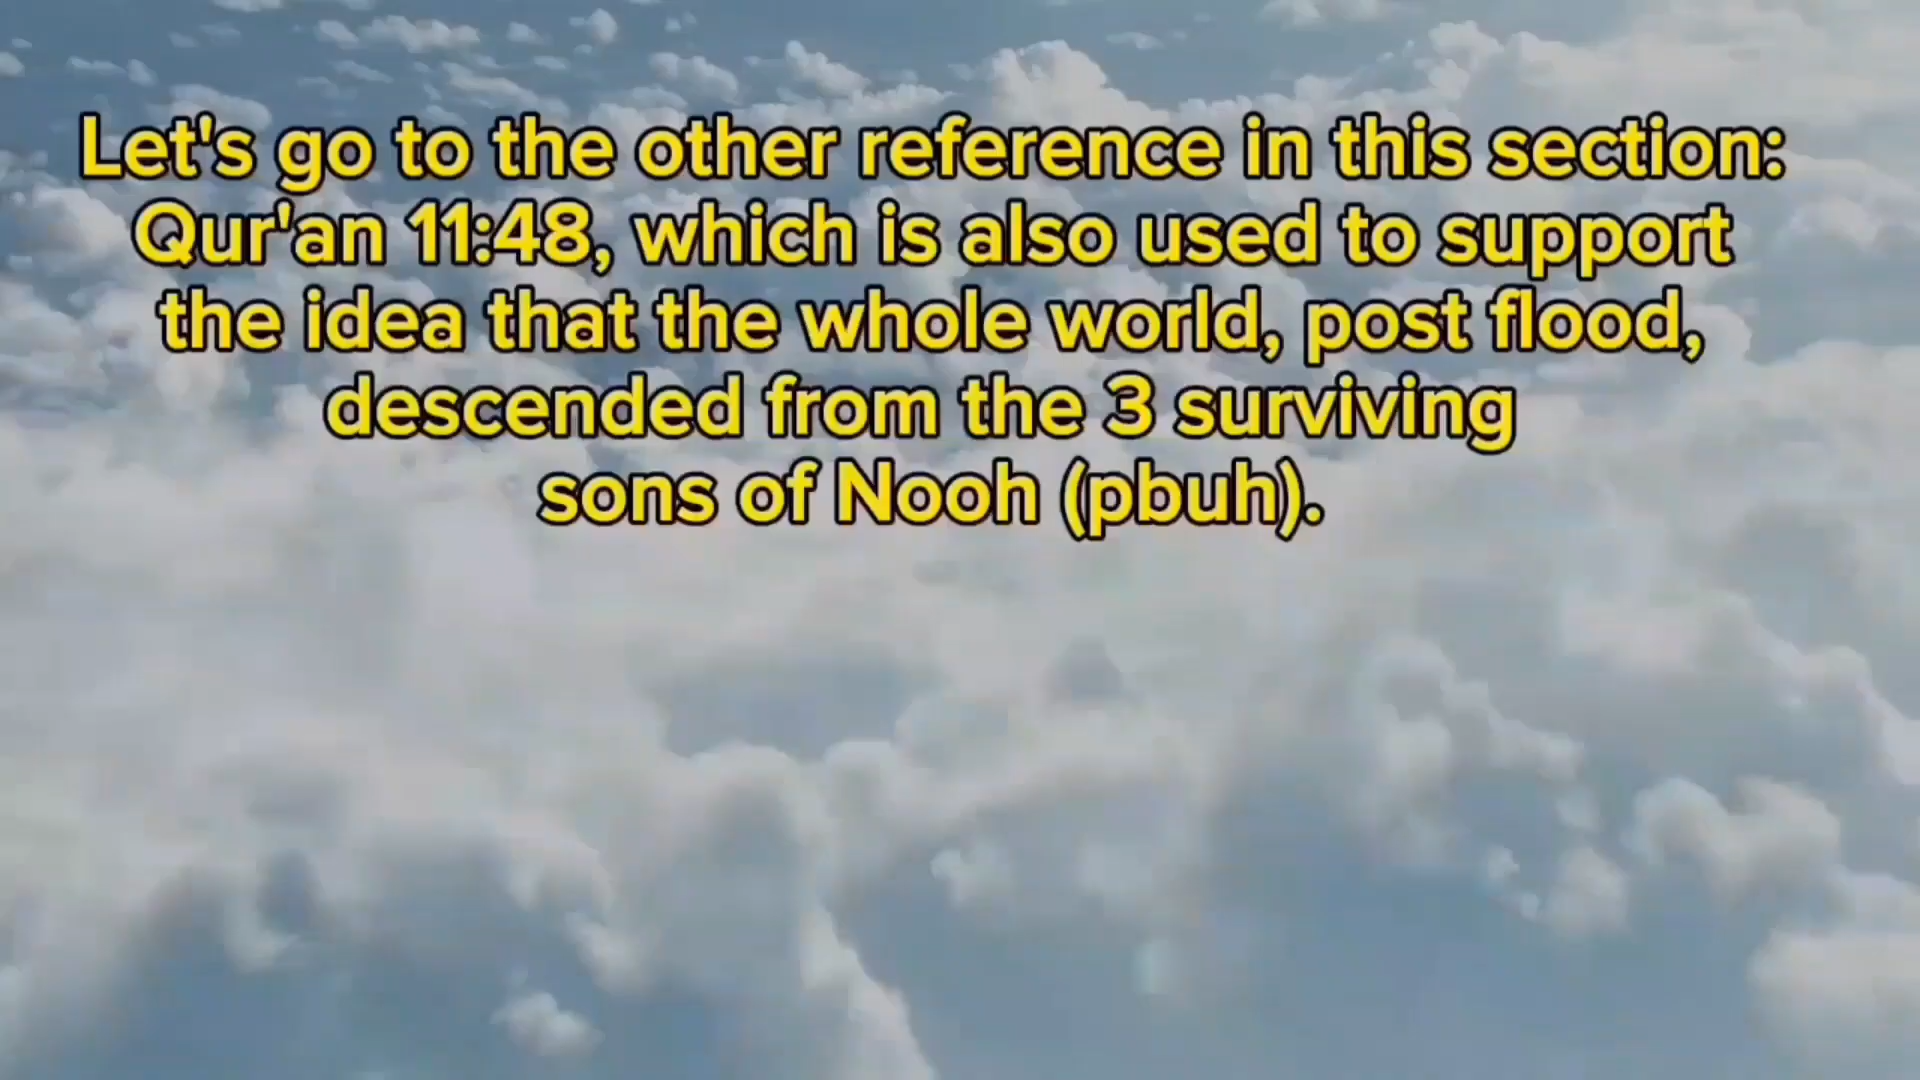 Let's go to the other reference in this section:
Qur'an 11:48, which is also used to support
the idea that the whole world, post flood,
descended from the 3 surviving
sons of Nooh (pbuh).